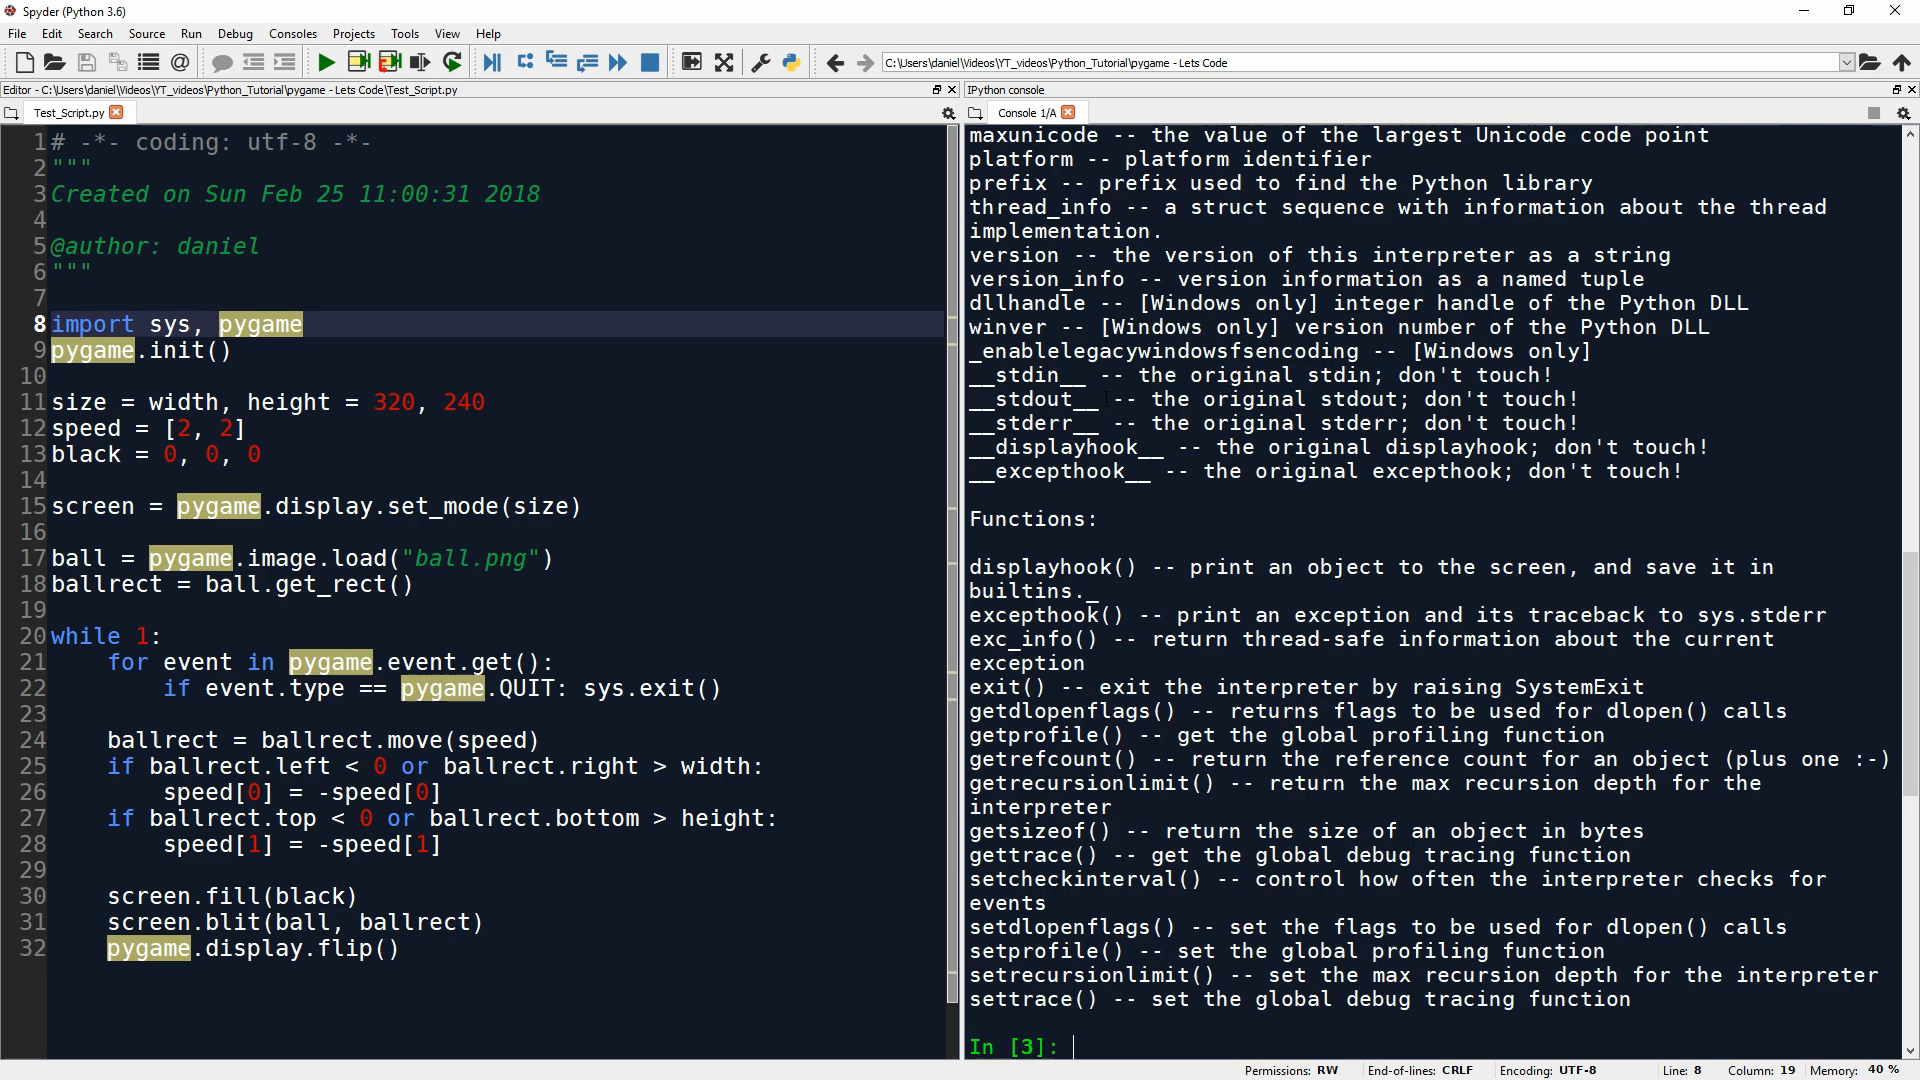 Spyder (Python 3.6)
File Edit Search Source Run Debug Consoles Projects Tools View Help
C:\Users\daniel\Videos\YT_videos\Python_Tutorial\pygame - Lets Code
Editor - C:\Users\daniel\Videos\YT_videos\Python_Tutorial\pygame - Lets Code\Test_Script.py
Test_Script.py
1 # -*- coding: utf-8 -*-
2 """
3 Created on Sun Feb 25 11:00:31 2018
4
5 @author: daniel
6 """
7
8 import sys, pygame
9 pygame.init()
10
11 size = width, height = 320, 240
12 speed = [2, 2]
13 black = 0, 0, 0
14
15 screen = pygame.display.set_mode(size)
16
17 ball = pygame.image.load("ball.png")
18 ballrect = ball.get_rect()
19
20 while 1:
21     for event in pygame.event.get():
22         if event.type == pygame.QUIT: sys.exit()
23
24     ballrect = ballrect.move(speed)
25     if ballrect.left < 0 or ballrect.right > width:
26         speed[0] = -speed[0]
27     if ballrect.top < 0 or ballrect.bottom > height:
28         speed[1] = -speed[1]
29
30     screen.fill(black)
31     screen.blit(ball, ballrect)
32     pygame.display.flip()
IPython console
Console 1/A
maxunicode -- the value of the largest Unicode code point
platform -- platform identifier
prefix -- prefix used to find the Python library
thread_info -- a struct sequence with information about the thread
implementation.
version -- the version of this interpreter as a string
version_info -- version information as a named tuple
dllhandle -- [Windows only] integer handle of the Python DLL
winver -- [Windows only] version number of the Python DLL
_enablelegacywindowsfsencoding -- [Windows only]
__stdin__ -- the original stdin; don't touch!
__stdout__ -- the original stdout; don't touch!
__stderr__ -- the original stderr; don't touch!
__displayhook__ -- the original displayhook; don't touch!
__excepthook__ -- the original excepthook; don't touch!
Functions:
displayhook() -- print an object to the screen, and save it in
builtins._
excepthook() -- print an exception and its traceback to sys.stderr
exc_info() -- return thread-safe information about the current
exception
exit() -- exit the interpreter by raising SystemExit
getdlopenflags() -- returns flags to be used for dlopen() calls
getprofile() -- get the global profiling function
getrefcount() -- return the reference count for an object (plus one :-)
getrecursionlimit() -- return the max recursion depth for the
interpreter
getsizeof() -- return the size of an object in bytes
gettrace() -- get the global debug tracing function
setcheckinterval() -- control how often the interpreter checks for
events
setdlopenflags() -- set the flags to be used for dlopen() calls
setprofile() -- set the global profiling function
setrecursionlimit() -- set the max recursion depth for the interpreter
settrace() -- set the global debug tracing function
In [3]:
Permissions: RW End-of-lines: CRLF Encoding: UTF-8 Line: 8 Column: 19 Memory: 40 %